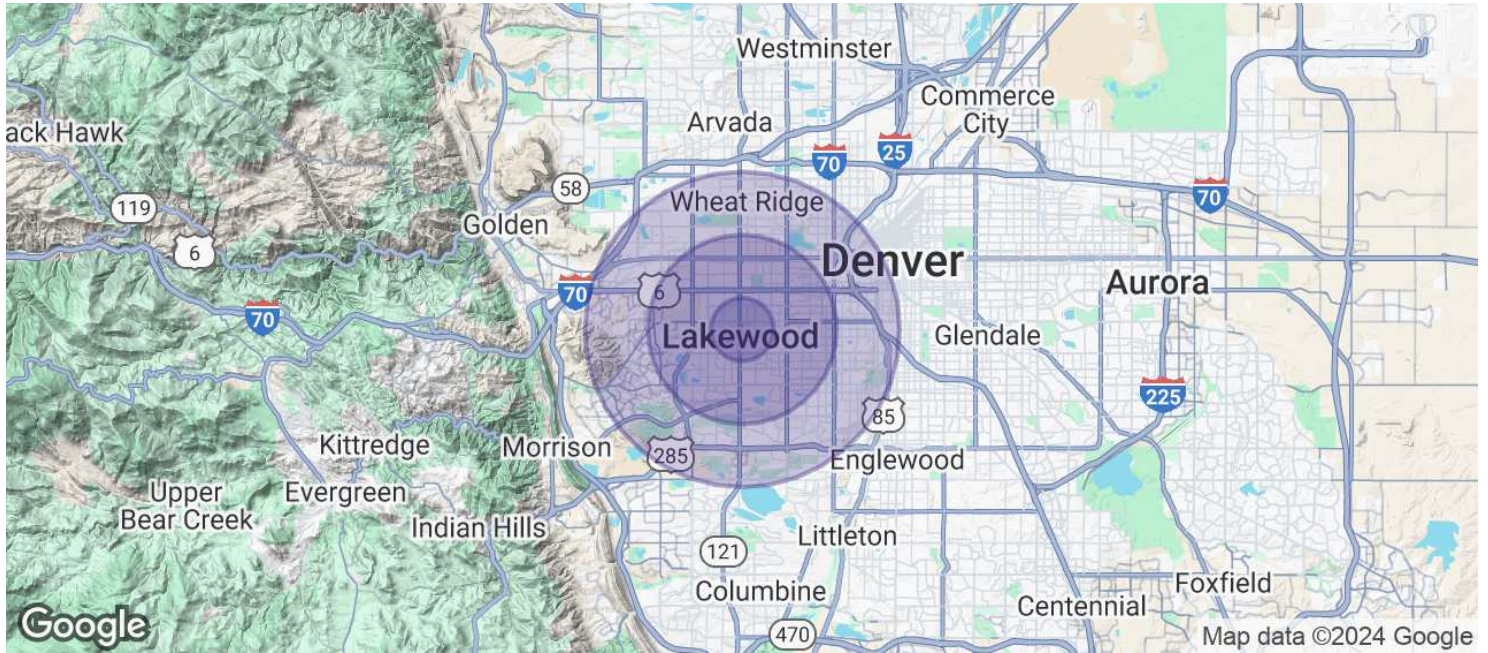 Westminster
Commerce
City
Arvada
ack Hawk
70
25
58
70
119
Wheat Ridge
Golden
6
Denver
Aurora
70
6
70
Lakewood
Glendale
225
85
Kittredge
Morrison
285
Englewood
Upper
Bear Creek
Evergreen
Indian Hills
Littleton
121
Columbine
Foxfield
Centennial
470
Google
Map data ©2024 Google